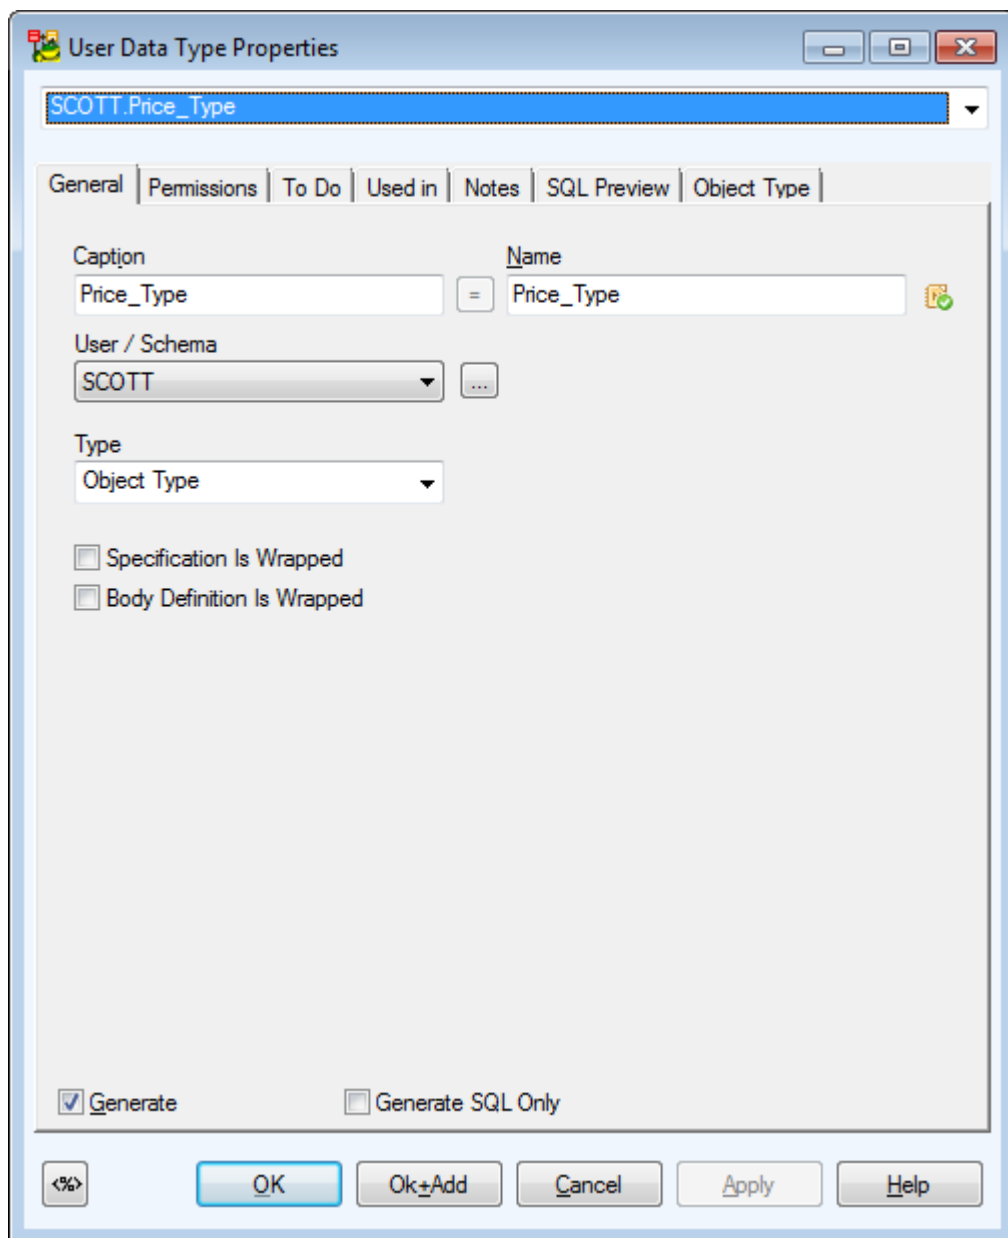 User Data Type Properties
SCOTT.Price_Type
General Permissions To Do Used in Notes SQL Preview Object Type
Caption Name
Price_Type = Price_Type
User / Schema
SCOTT ...
Type
Object Type
Specification Is Wrapped
Body Definition Is Wrapped
Generate Generate SQL Only
<%> OK Ok+Add Cancel Apply Help